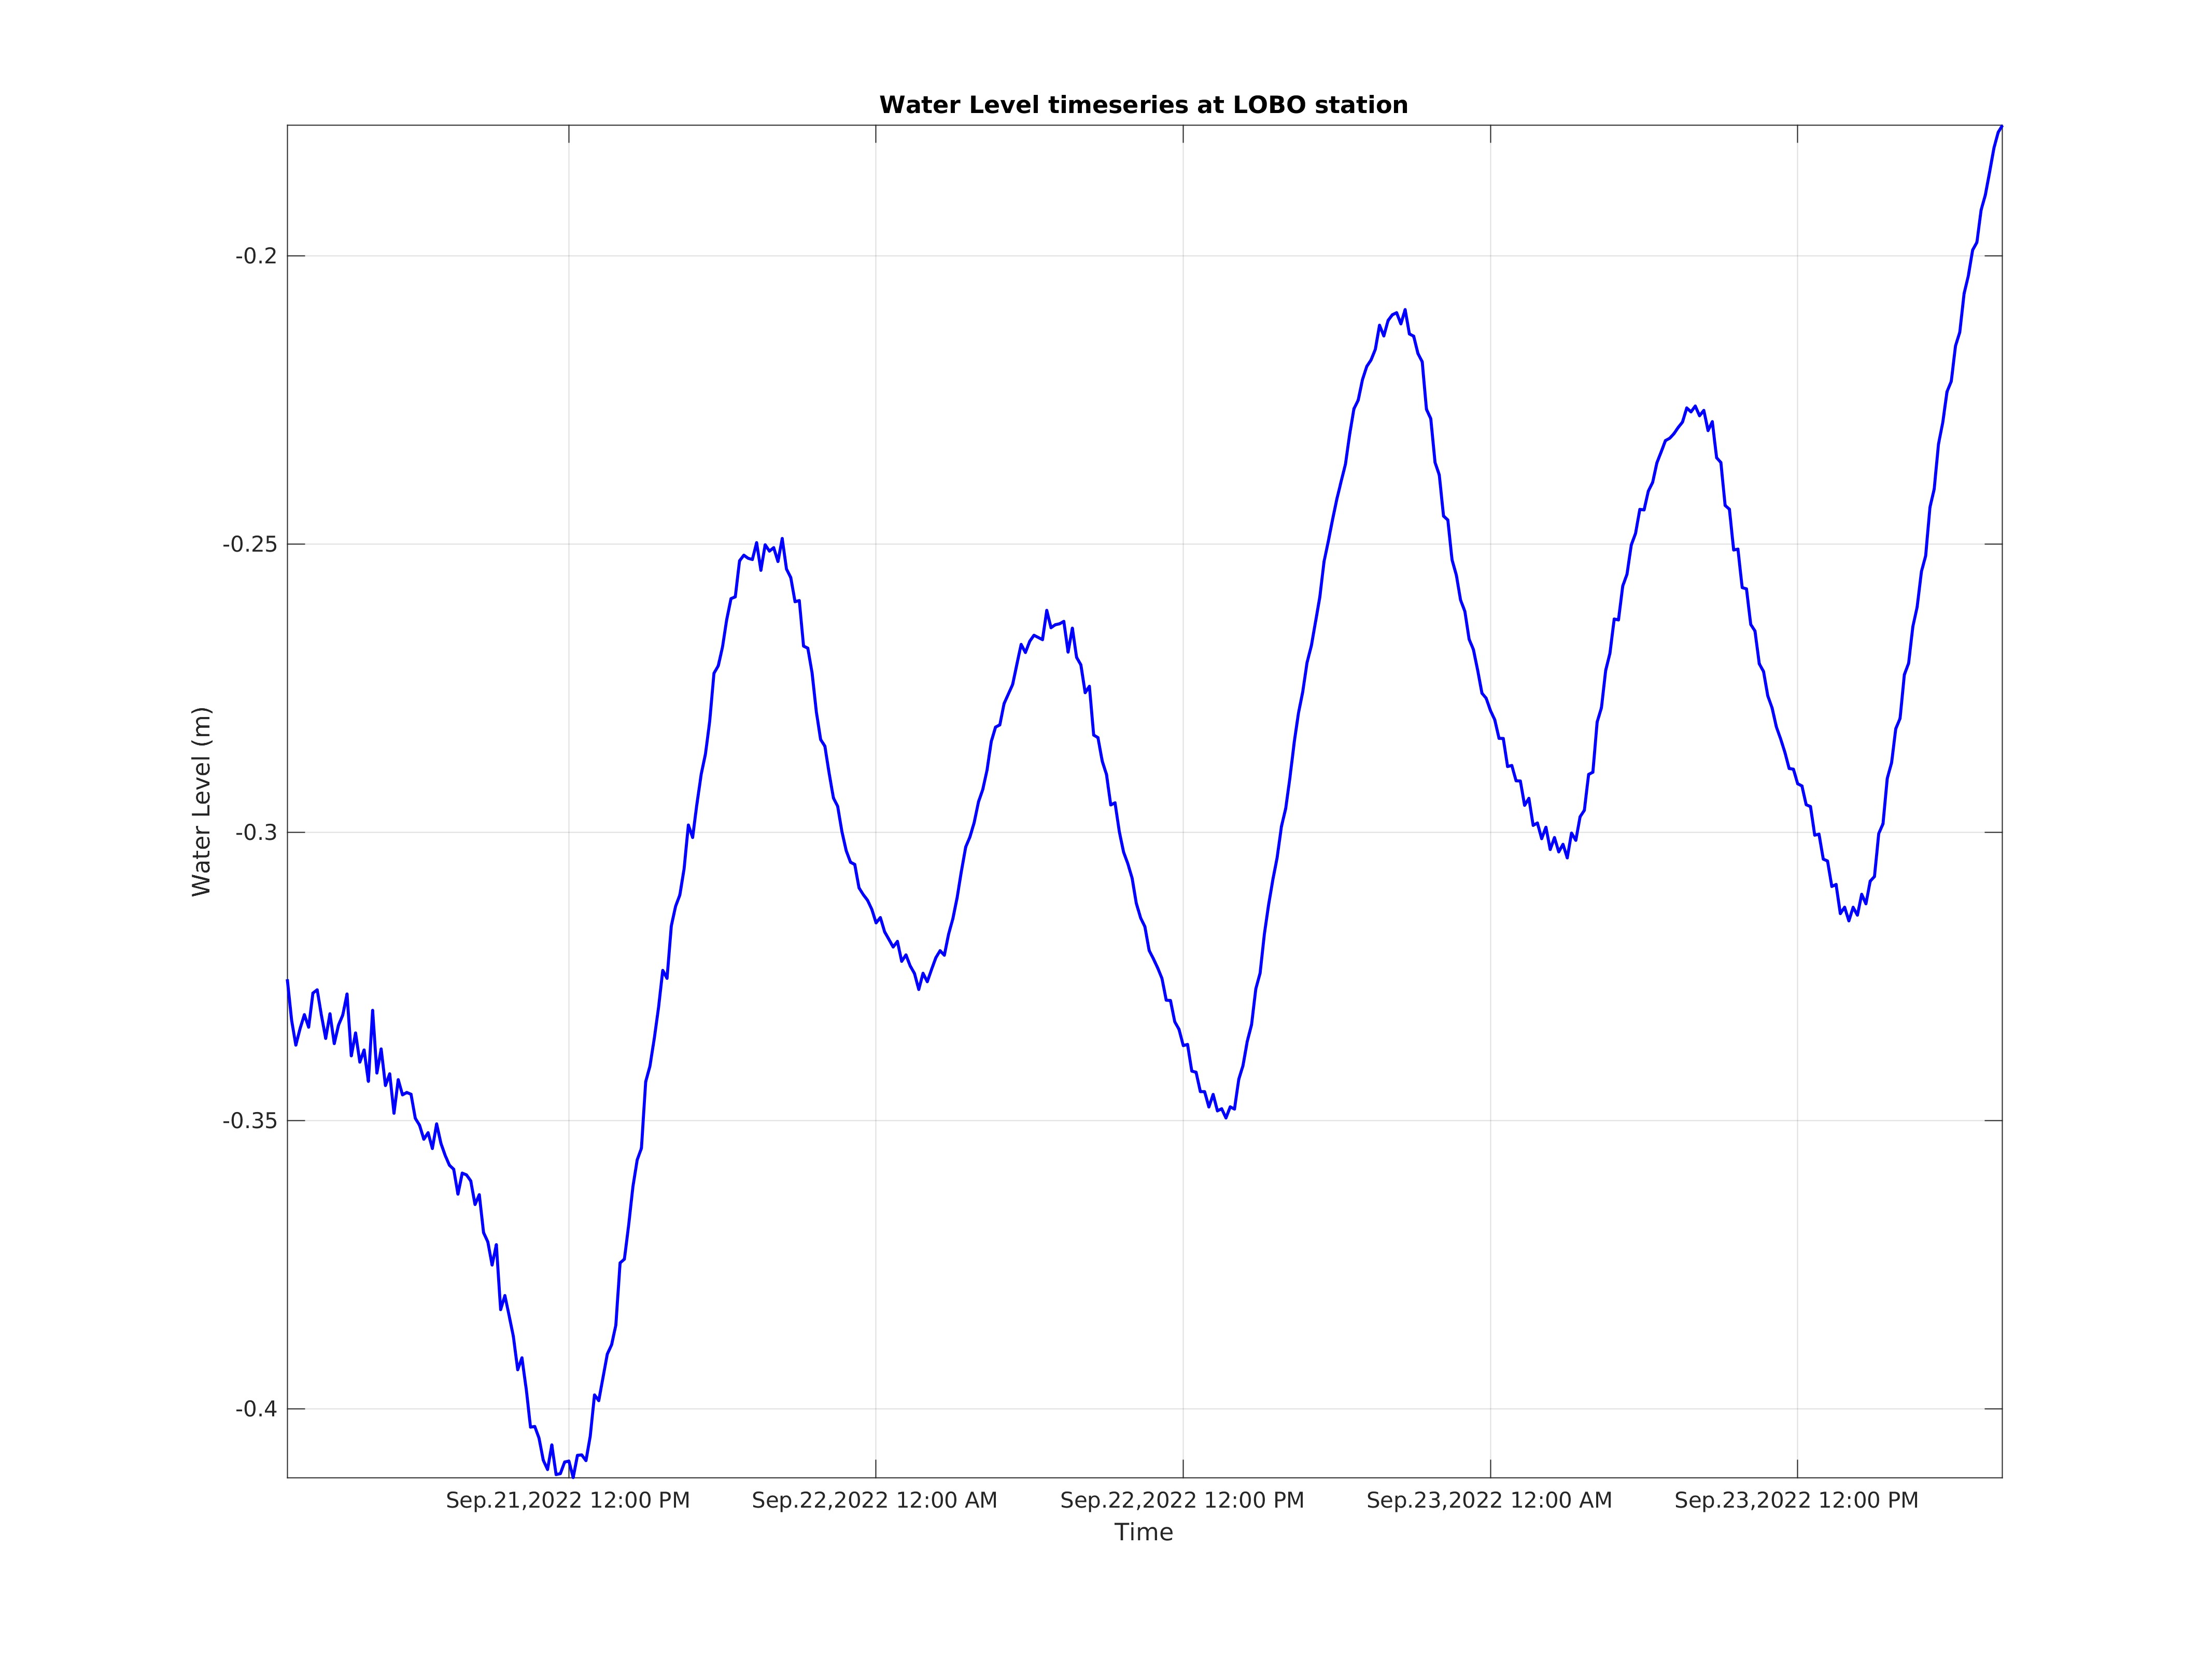 Water Level timeseries at LOBO station
-0.2
-0.25
-0.3
-0.35
-0.4
Water Level (m)
Sep.21,2022 12:00 PM
Sep.22,2022 12:00 AM
Sep.22,2022 12:00 PM
Sep.23,2022 12:00 AM
Sep.23,2022 12:00 PM
Time